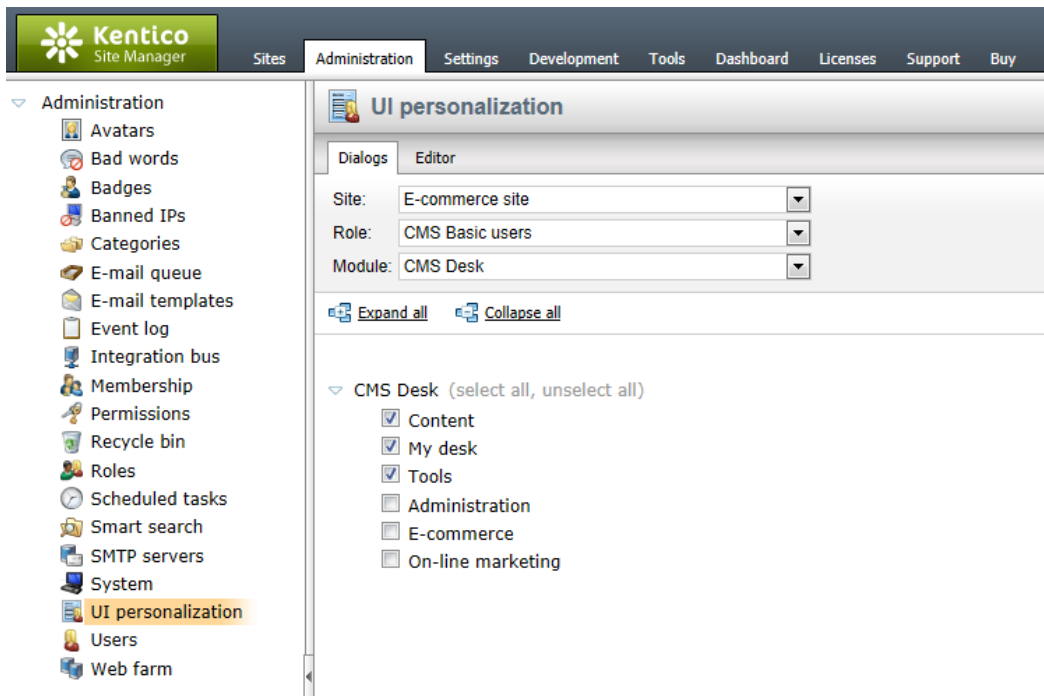 Kentico
Site Manager
Sites Administration Settings Development Tools Dashboard Licenses Support Buy
Administration
Avatars
Bad words
Badges
Banned IPs
Categories
E-mail queue
E-mail templates
Event log
Integration bus
Membership
Permissions
Recycle bin
Roles
Scheduled tasks
Smart search
SMTP servers
System
UI personalization
Users
Web farm
UI personalization
Dialogs Editor
Site: E-commerce site
Role: CMS Basic users
Module: CMS Desk
Expand all Collapse all
CMS Desk (select all, unselect all)
Content
My desk
Tools
Administration
E-commerce
On-line marketing